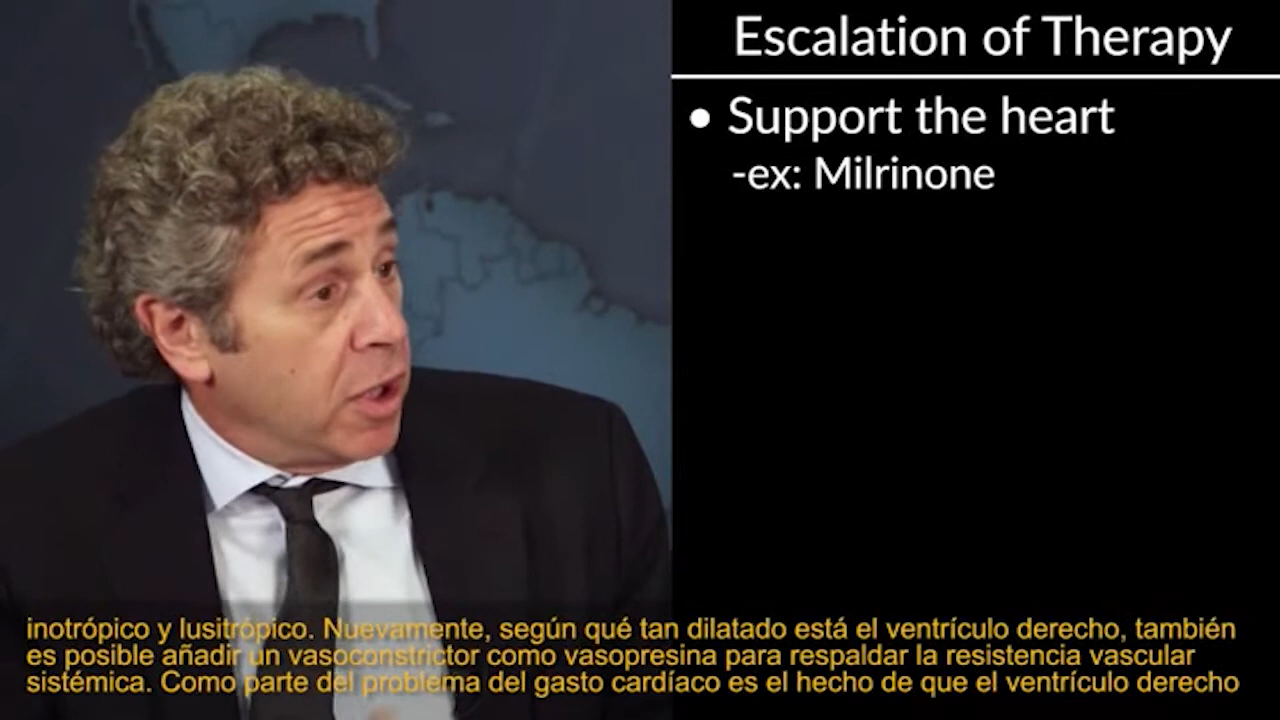 Escalation of Therapy
• Support the heart
-ex: Milrinone
inotrópico y lusitrópico. Nuevamente, según qué tan dilatado está el ventrículo derecho, también
es posible añadir un vasoconstrictor como vasopresina para respaldar la resistencia vascular
sistémica. Como parte del problema del gasto cardíaco es el hecho de que el ventrículo derecho